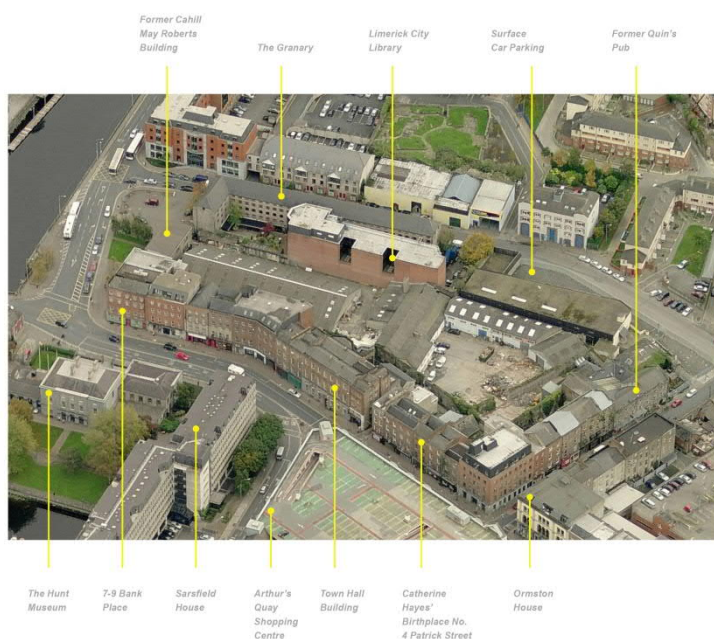 Former Cahill
May Roberts
Building
The Granary
Limerick City
Library
Surface
Car Parking
Former Quin's
Pub
The Hunt
Museum
7-9 Bank
Place
Sarsfield
House
Arthur's
Quay
Shopping
Centre
Town Hall
Building
Catherine
Hayes'
Birthplace No.
4 Patrick Street
Ormston
House